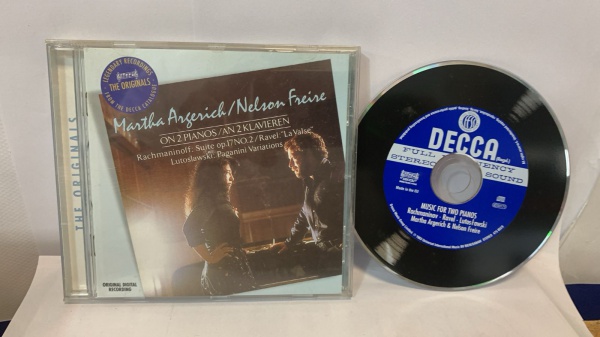 LEGENDARY RECORDINGS
THE ORIGINALS
FROM THE DECCA CATALOGUE
THE ORIGINALS
Martha Argerich/Nelson Freire
ON 2 PIANOS/AN 2 KLAVIEREN
Rachmaninoff: Suite op.17 NO.2/Ravel "La Valse"
Lutoslawski: Paganini Variations
ORIGINAL DIGITAL
RECORDING
DECCA
FULL FREQUENCY
STEREO SOUND
Made in the EU
MUSIC FOR TWO PIANOS
Rachmaninov · Ravel · Lutosławski
Martha Argerich & Nelson Freire